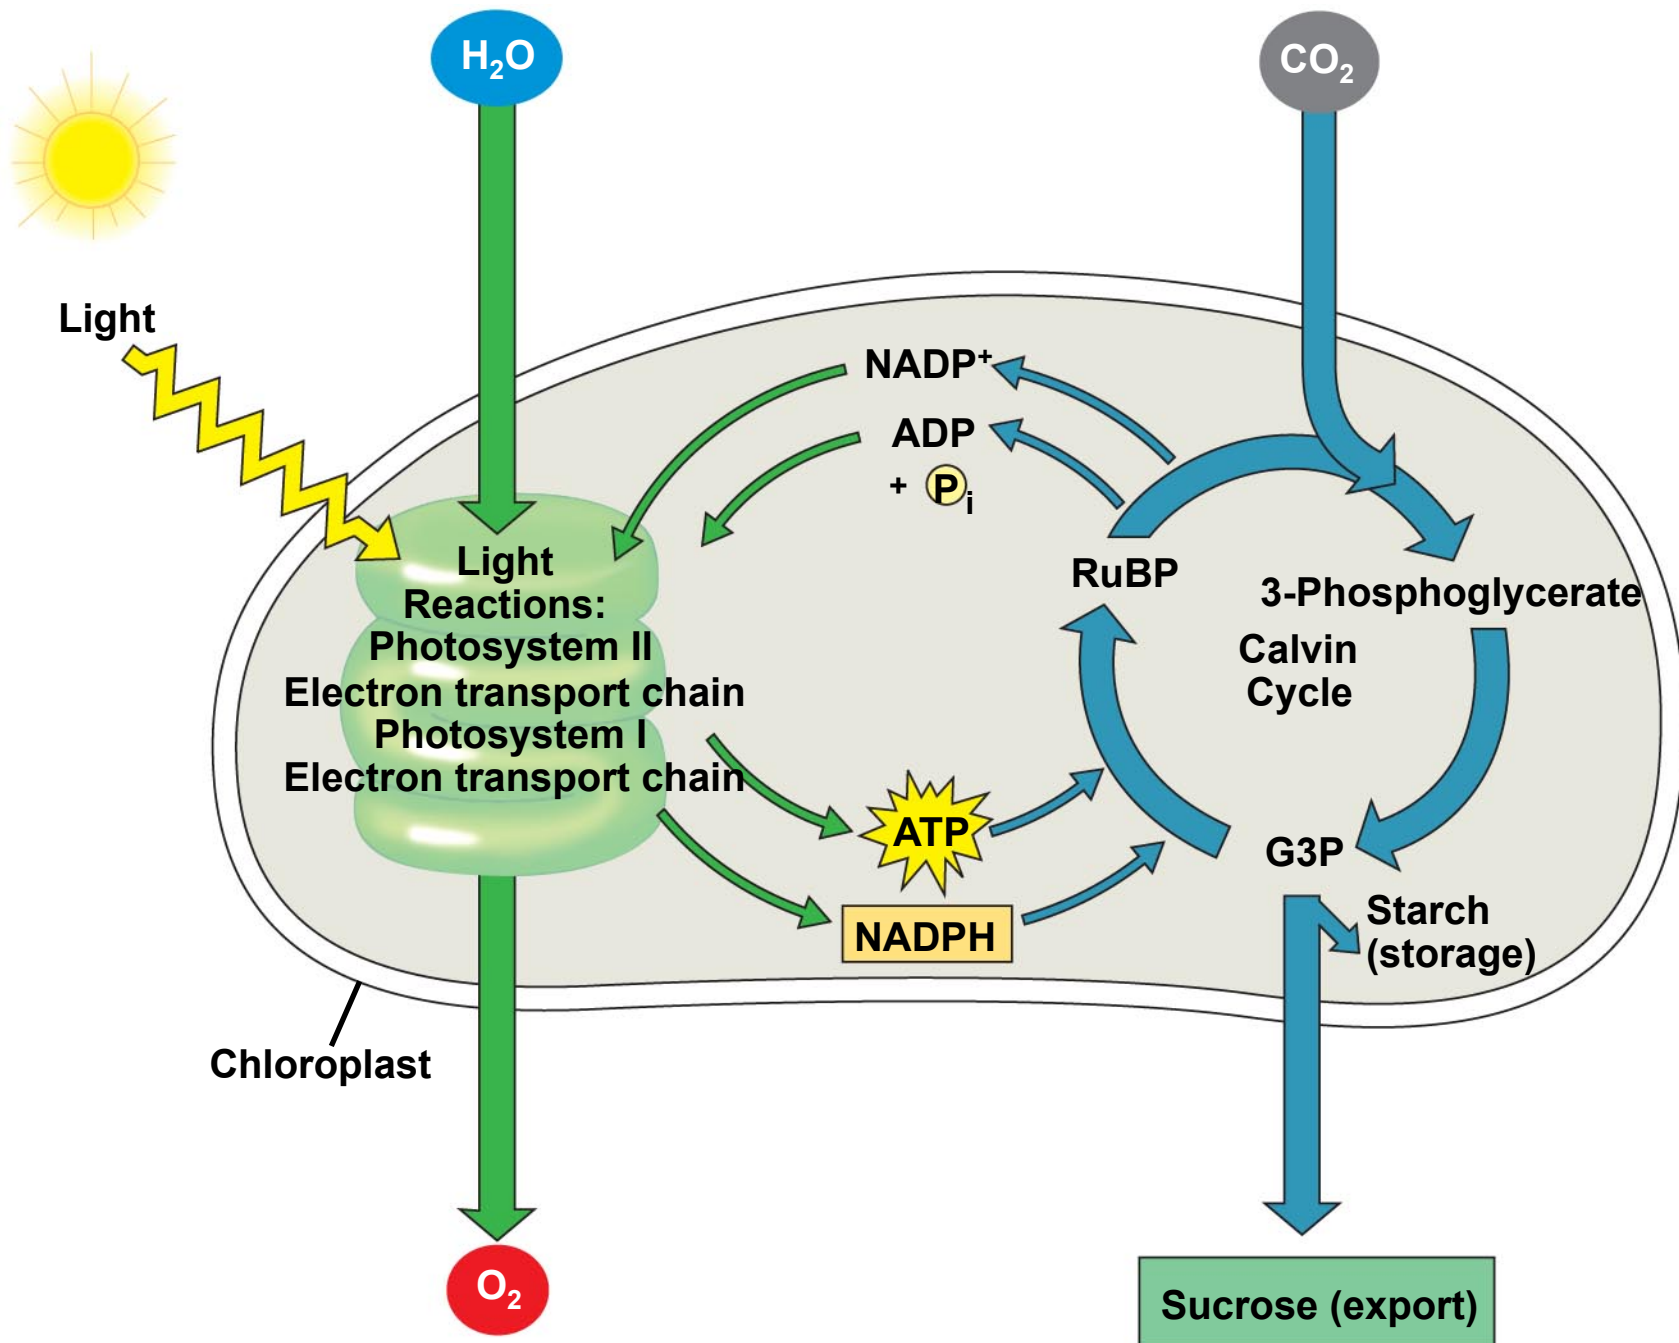 H₂O
CO₂
Light
NADP⁺
ADP
+ Pᵢ
Light
Reactions:
Photosystem II
Electron transport chain
Photosystem I
Electron transport chain
RuBP
3-Phosphoglycerate
Calvin
Cycle
ATP
NADPH
G3P
Starch
(storage)
Chloroplast
O₂
Sucrose (export)